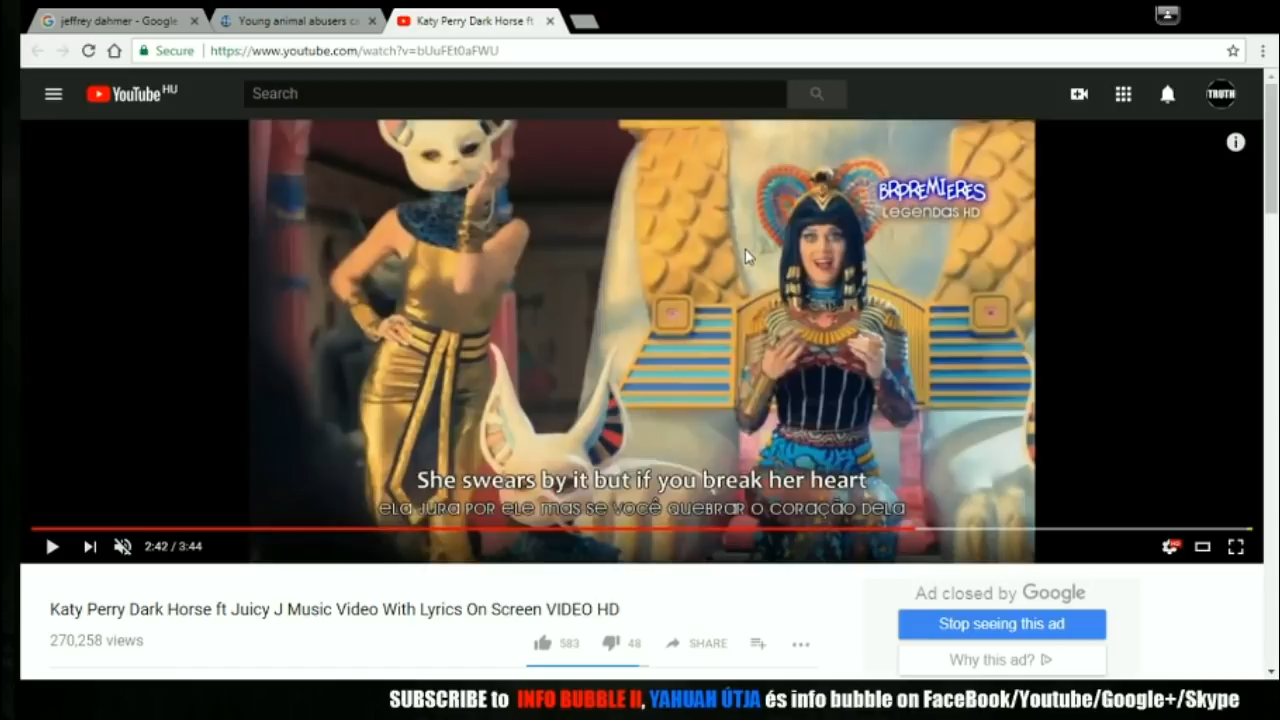 jeffrey dahmer - Google
Young animal abusers ca
Katy Perry Dark Horse ft
Secure https://www.youtube.com/watch?v=bUuFEt0aFWU
YouTube HU
Search
TRUTH
BRPREMIERES
LEGENDAS HD
She swears by it but if you break her heart
ELA JURA POR ELE MAS SE VOCÊ QUEBRAR O CORAÇÃO DELA
2:42 / 3:44
HD
Katy Perry Dark Horse ft Juicy J Music Video With Lyrics On Screen VIDEO HD
270,258 views
583
48
SHARE
Ad closed by Google
Stop seeing this ad
Why this ad?
SUBSCRIBE to INFO BUBBLE II, YAHUAH ÚTJA és info bubble on FaceBook/Youtube/Google+/Skype